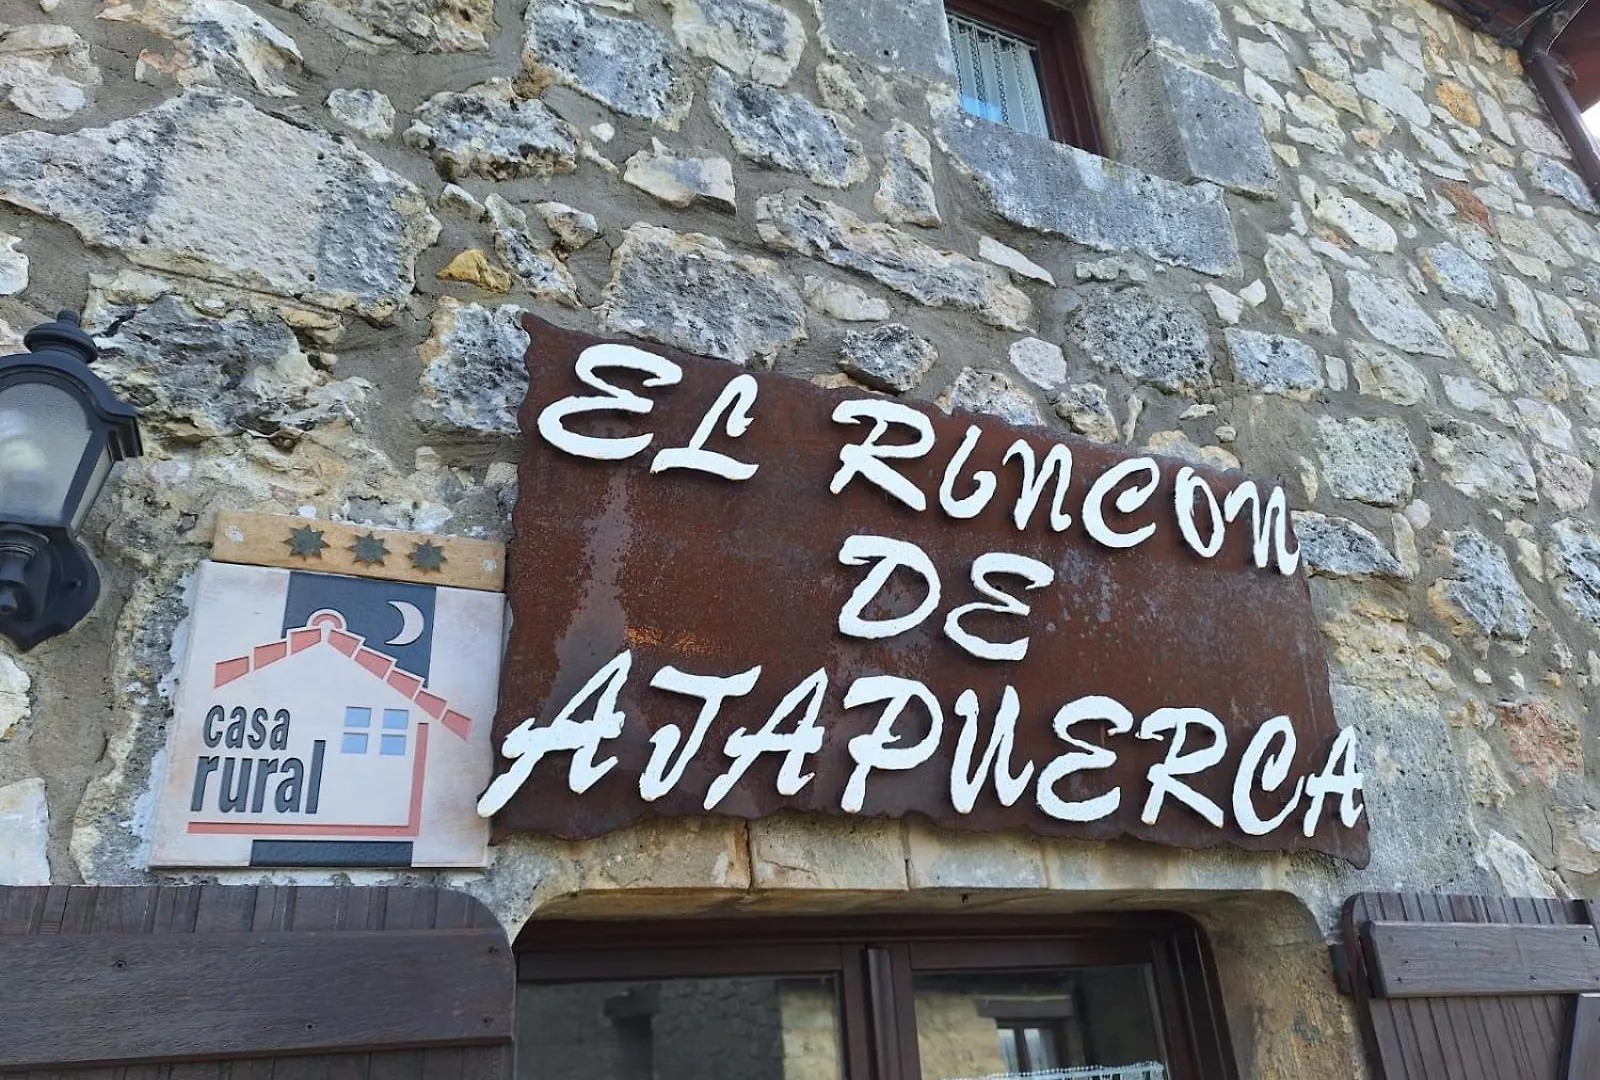 EL RINCON
DE
ATAPUERCA
casa
rural